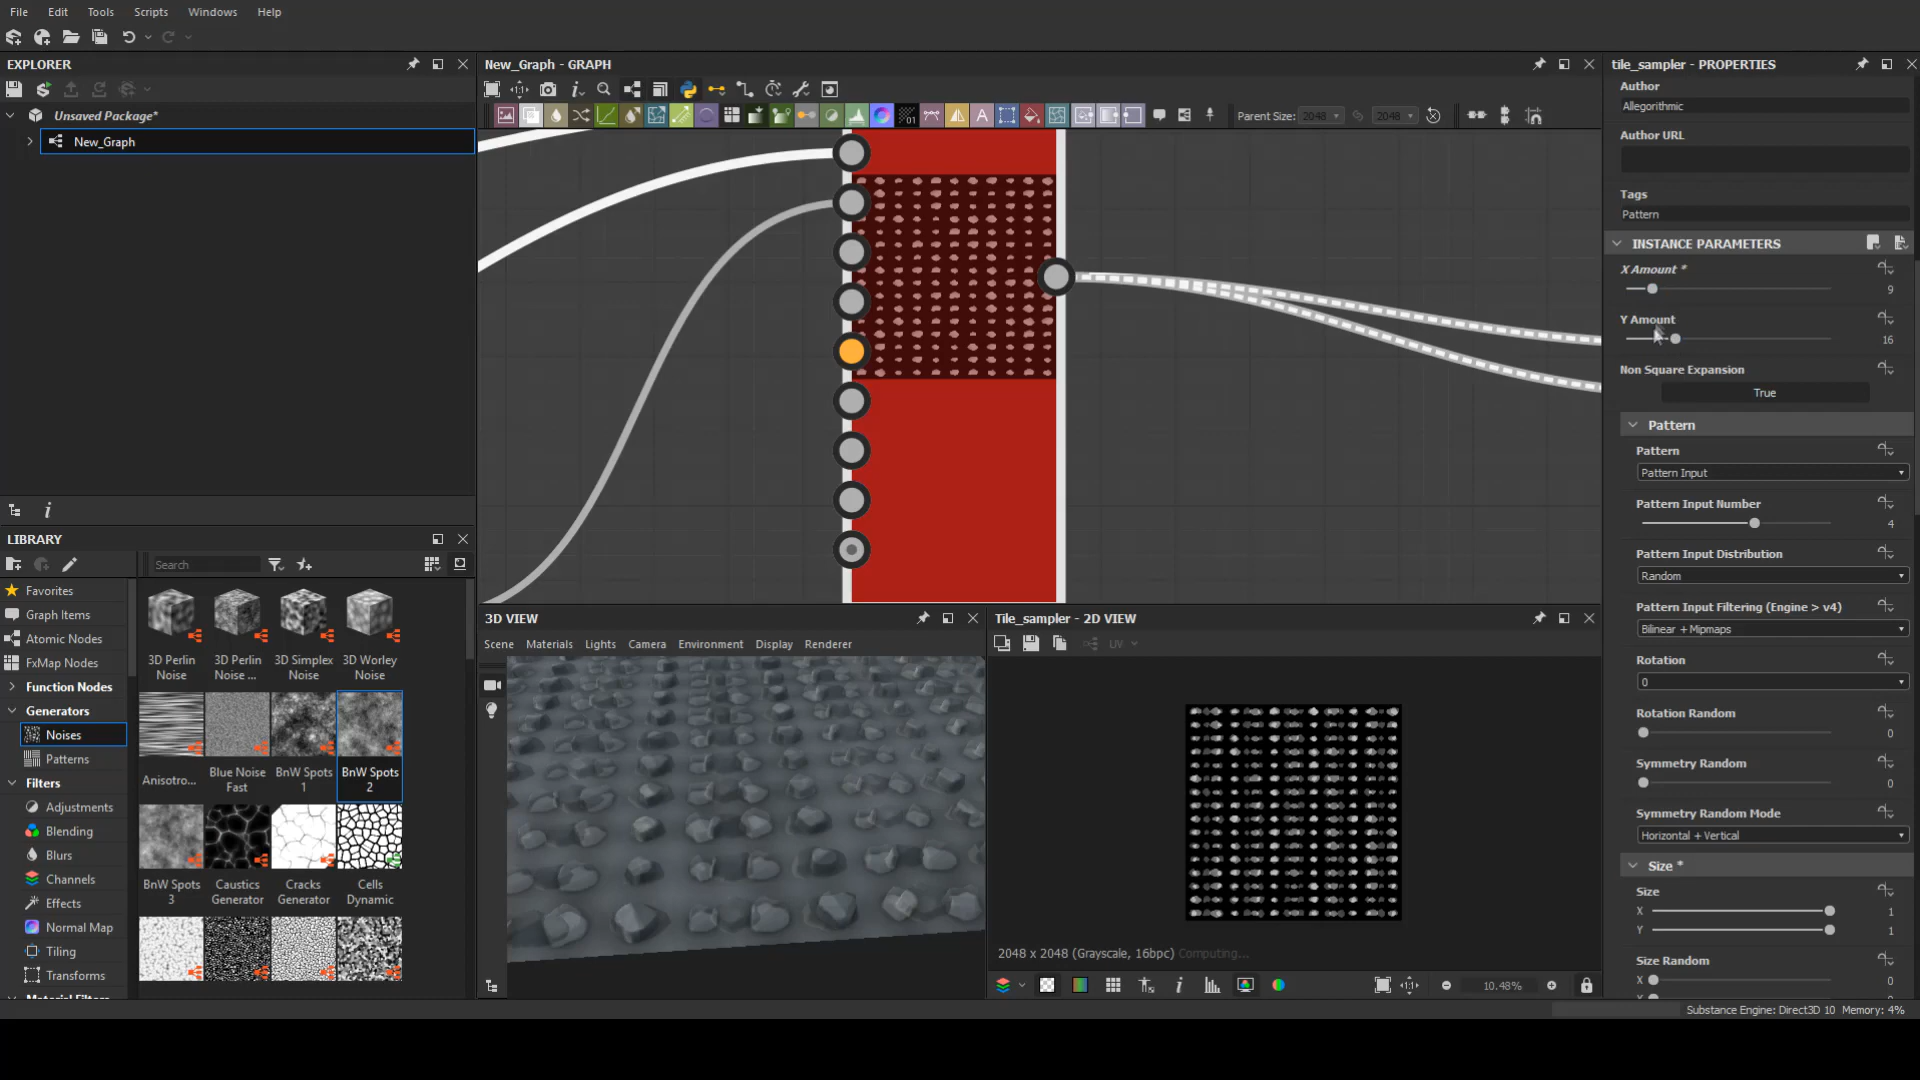 File Edit Tools Scripts Windows Help
EXPLORER
Unsaved Package*
New_Graph
New_Graph - GRAPH
Parent Size: 2048 2048
01
A
tile_sampler - PROPERTIES
Author
Allegorithmic
Author URL
Tags
Pattern
INSTANCE PARAMETERS
X Amount *
9
Y Amount
16
Non Square Expansion
True
Pattern
Pattern
Pattern Input
Pattern Input Number
4
Pattern Input Distribution
Random
Pattern Input Filtering (Engine > v4)
Bilinear + Mipmaps
Rotation
0
Rotation Random
0
Symmetry Random
0
Symmetry Random Mode
Horizontal + Vertical
Size *
Size
X 1
Y 1
Size Random
X 0
LIBRARY
Search
Favorites
Graph Items
Atomic Nodes
FxMap Nodes
Function Nodes
Generators
Noises
Patterns
Filters
Adjustments
Blending
Blurs
Channels
Effects
Normal Map
Tiling
Transforms
Material Filters
3D Perlin Noise
3D Perlin Noise ...
3D Simplex Noise
3D Worley Noise
Anisotro...
Blue Noise Fast
BnW Spots 1
BnW Spots 2
BnW Spots 3
Caustics Generator
Cracks Generator
Cells Dynamic
3D VIEW
Scene Materials Lights Camera Environment Display Renderer
Tile_sampler - 2D VIEW
UV
2048 x 2048 (Grayscale, 16bpc) Computing...
10.48%
Substance Engine: Direct3D 10 Memory: 4%